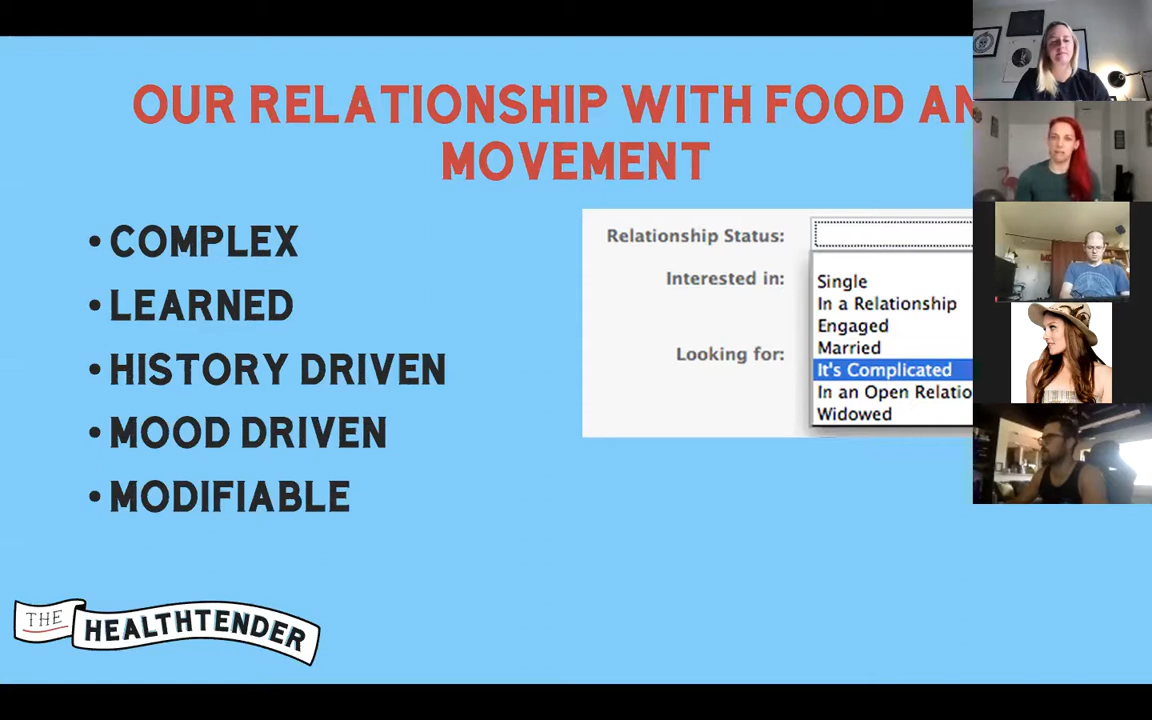 OUR RELATIONSHIP WITH FOOD AN
MOVEMENT
• COMPLEX
• LEARNED
• HISTORY DRIVEN
• MOOD DRIVEN
• MODIFIABLE
Relationship Status:
Interested in:
Looking for:
Single
In a Relationship
Engaged
Married
It's Complicated
In an Open Relatio
Widowed
THE HEALTHTENDER